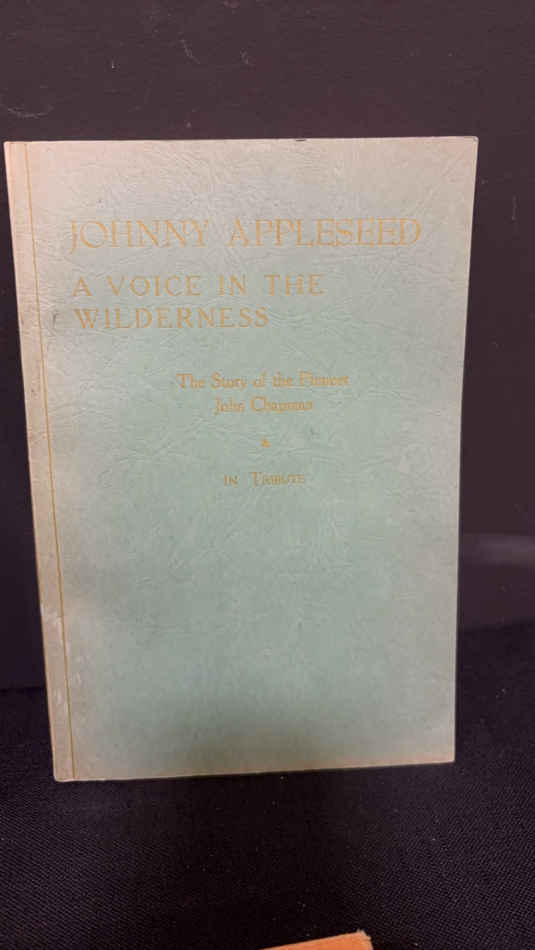 JOHNNY APPLESEED
A VOICE IN THE
WILDERNESS
The Story of the Pioneer
John Chapman
IN TRIBUTE